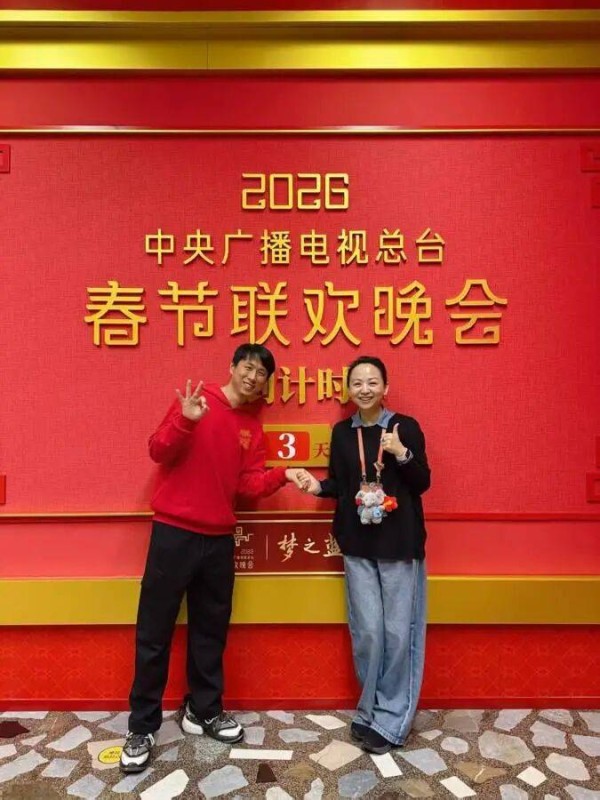 2026
中央广播电视总台
春节联欢晚会
计时
3 天
梦之蓝